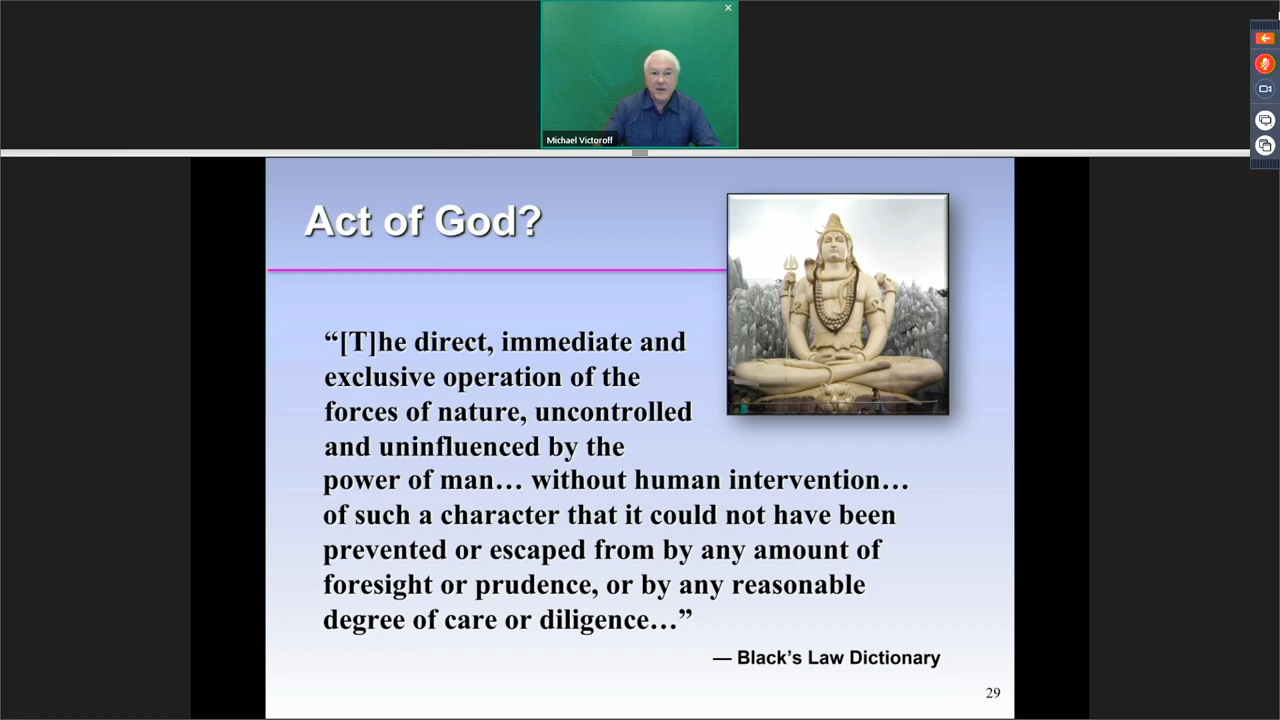 Michael Victoroff
Act of God?
“[T]he direct, immediate and
exclusive operation of the
forces of nature, uncontrolled
and uninfluenced by the
power of man… without human intervention…
of such a character that it could not have been
prevented or escaped from by any amount of
foresight or prudence, or by any reasonable
degree of care or diligence…”
— Black’s Law Dictionary
29